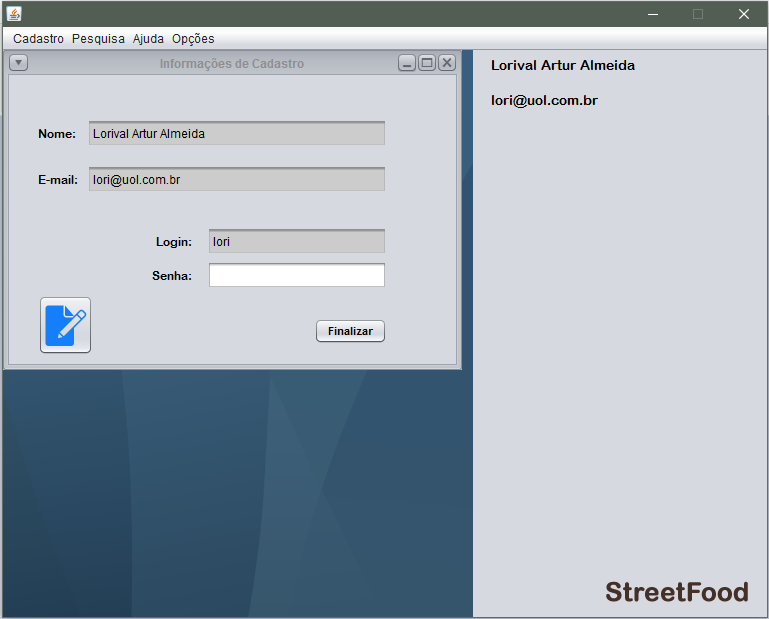 Cadastro Pesquisa Ajuda Opções
Informações de Cadastro
Nome: Lorival Artur Almeida
E-mail: lori@uol.com.br
Login: lori
Senha:
Finalizar
Lorival Artur Almeida
lori@uol.com.br
StreetFood